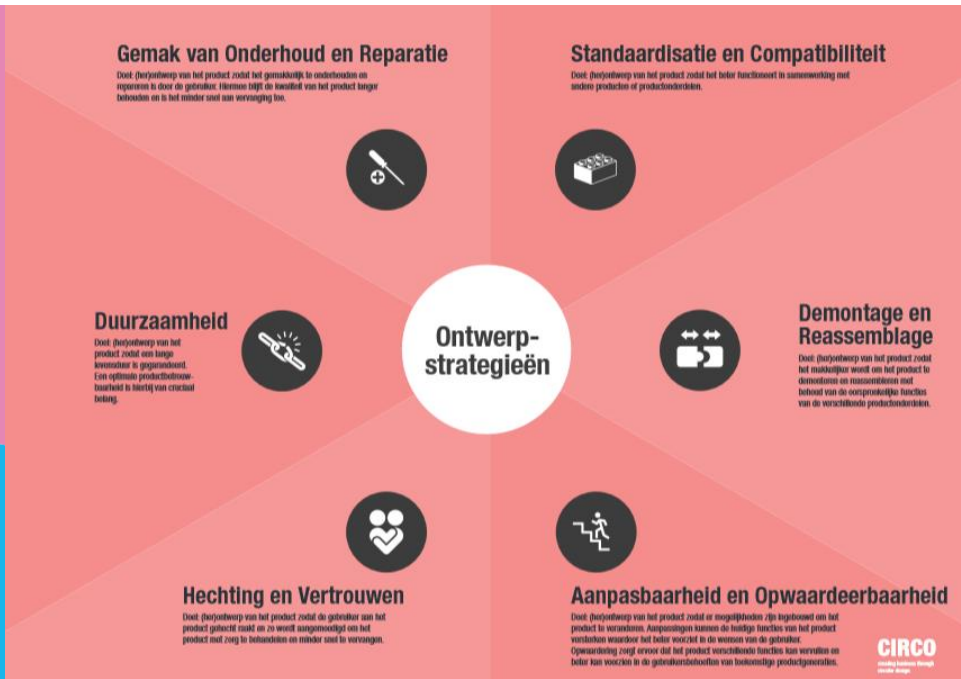 Gemak van Onderhoud en Reparatie
Doel: (her)ontwerp van het product zodat het gemakkelijk te onderhouden en
repareren is door de gebruiker. Hiermee blijft de kwaliteit van het product langer
behouden en is het minder snel aan vervanging toe.
Standaardisatie en Compatibiliteit
Doel: (her)ontwerp van het product zodat het beter functioneert in samenwerking met
andere producten of productonderdelen.
Duurzaamheid
Doel: (her)ontwerp van het
product zodat een lange
levensduur is gegarandeerd.
Een optimale productbetrouw-
baarheid is hierbij van cruciaal
belang.
Ontwerp-
strategieën
Demontage en
Reassemblage
Doel: (her)ontwerp van het product zodat
het makkelijker wordt om het product te
demonteren en reassembleren met
behoud van de oorspronkelijke functies
van de verschillende productonderdelen.
Hechting en Vertrouwen
Doel: (her)ontwerp van het product zodat de gebruiker aan het
product gehecht raakt en zo wordt aangemoedigd om het
product met zorg te behandelen en minder snel te vervangen.
Aanpasbaarheid en Opwaardeerbaarheid
Doel: (her)ontwerp van het product zodat er mogelijkheden zijn ingebouwd om het
product te veranderen. Aanpassingen kunnen de huidige functies van het product
versterken waardoor het beter voorziet in de wensen van de gebruiker.
Opwaardering zorgt ervoor dat het product verschillende functies kan vervullen en
beter kan voorzien in de gebruikersbehoeften van toekomstige productgeneraties.
CIRCO
creating business through
circular design